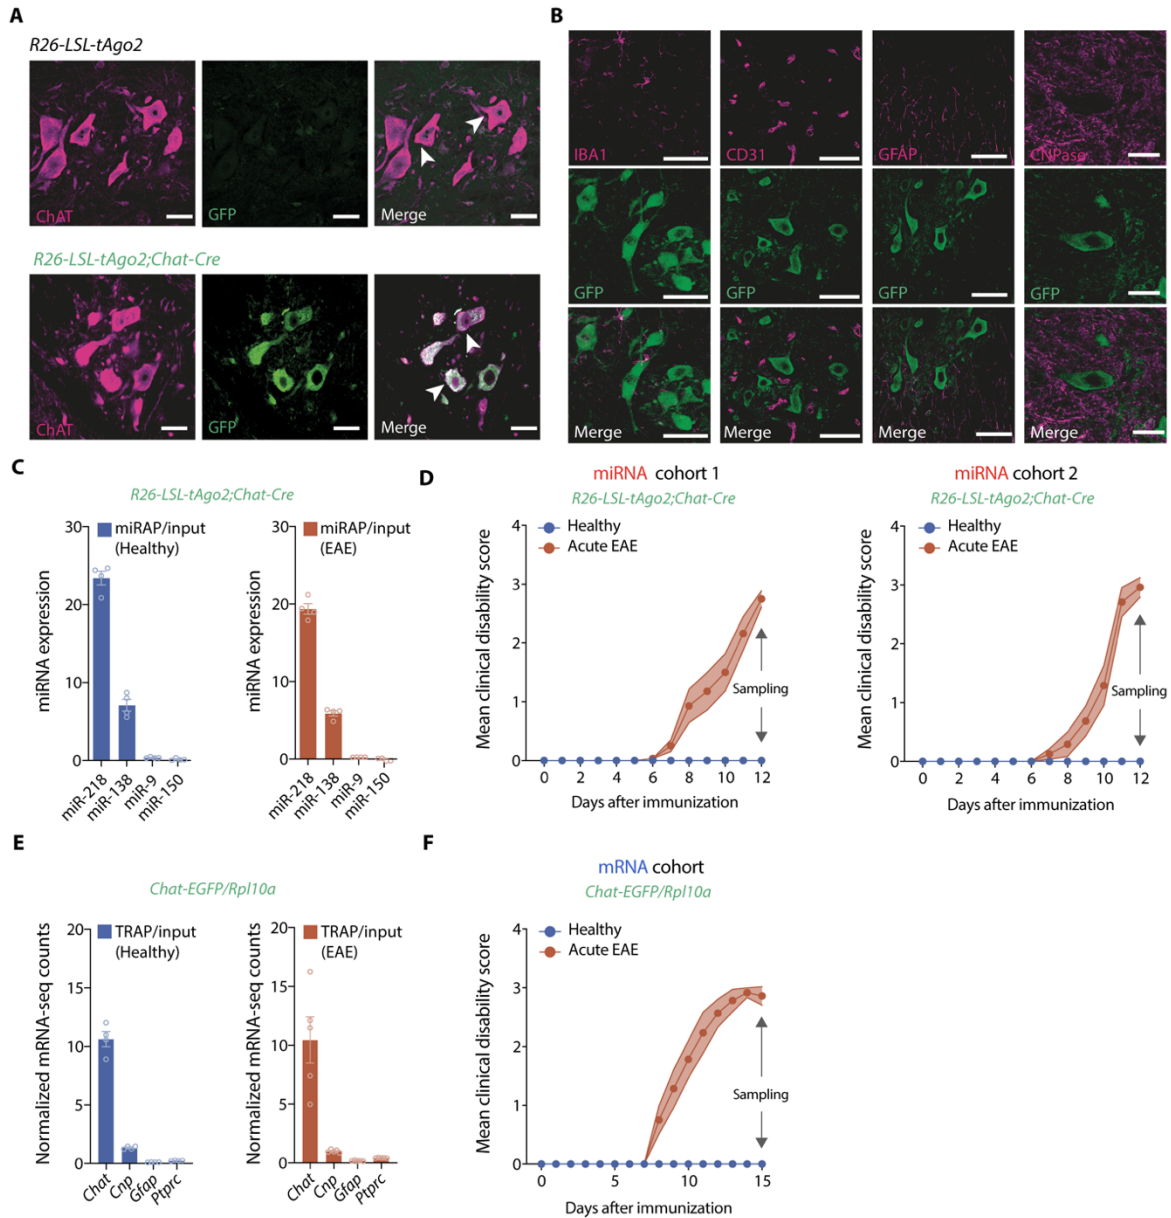 A
R26-LSL-tAgo2
ChAT
GFP
Merge
R26-LSL-tAgo2;Chat-Cre
ChAT
GFP
Merge
B
IBA1
CD31
GFAP
CNPase
GFP
GFP
GFP
GFP
Merge
Merge
Merge
Merge
C
R26-LSL-tAgo2;Chat-Cre
miRNA expression
30
20
10
0
miRAP/input
(Healthy)
miR-218
miR-138
miR-9
miR-150
miRNA expression
30
20
10
0
miRAP/input
(EAE)
miR-218
miR-138
miR-9
miR-150
D
miRNA cohort 1
R26-LSL-tAgo2;Chat-Cre
Healthy
Acute EAE
Mean clinical disability score
4
3
2
1
0
Sampling
0 2 4 6 8 10 12
Days after immunization
miRNA cohort 2
R26-LSL-tAgo2;Chat-Cre
Healthy
Acute EAE
Mean clinical disability score
4
3
2
1
0
Sampling
0 2 4 6 8 10 12
Days after immunization
E
Chat-EGFP/Rpl10a
Normalized mRNA-seq counts
20
15
10
5
0
TRAP/input
(Healthy)
Chat
Cnp
Gfap
Ptprc
Normalized mRNA-seq counts
20
15
10
5
0
TRAP/input
(EAE)
Chat
Cnp
Gfap
Ptprc
F
mRNA cohort
Chat-EGFP/Rpl10a
Healthy
Acute EAE
Mean clinical disability score
4
3
2
1
0
Sampling
0 5 10 15
Days after immunization